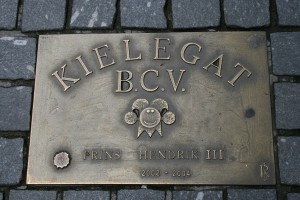 KIELEGAT
B.C.V.
PRINS HENDRIK III